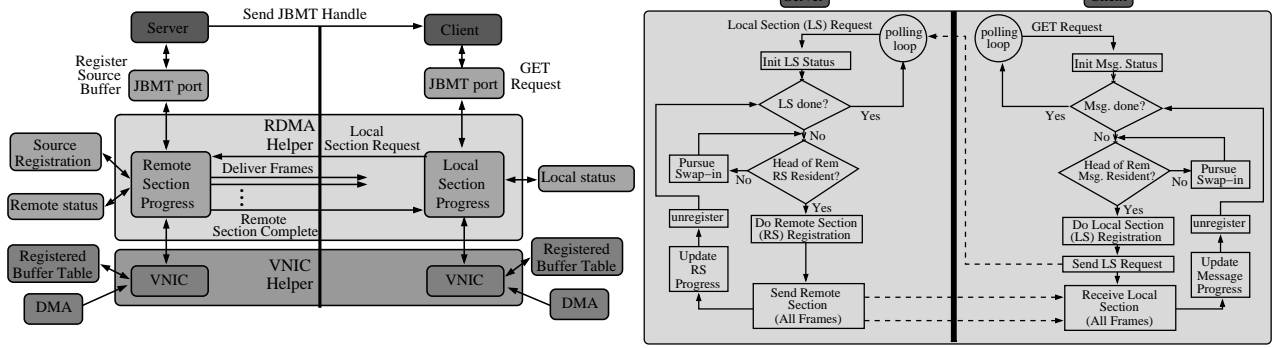 Send JBMT Handle
Server
Client
Register
Source
Buffer
GET
Request
JBMT port
JBMT port
RDMA
Helper
Local
Section Request
Source
Registration
Remote
Section
Progress
Deliver Frames
Local
Section
Progress
Local status
Remote status
Remote
Section Complete
Registered
Buffer Table
VNIC
VNIC
Helper
VNIC
Registered
Buffer Table
DMA
DMA
Server
Client
Local Section (LS) Request
polling
loop
Init LS Status
LS done?
Yes
No
Pursue
Swap−in
Head of Rem
RS Resident?
No
Yes
unregister
Do Remote Section
(RS) Registration
Update
RS
Progress
Send Remote
Section
(All Frames)
polling
loop
GET Request
Init Msg. Status
Yes
Msg. done?
No
Head of Rem
Msg. Resident?
No
Pursue
Swap−in
Yes
Do Local Section
(LS) Registration
unregister
Send LS Request
Update
Message
Progress
Receive Local
Section
(All Frames)